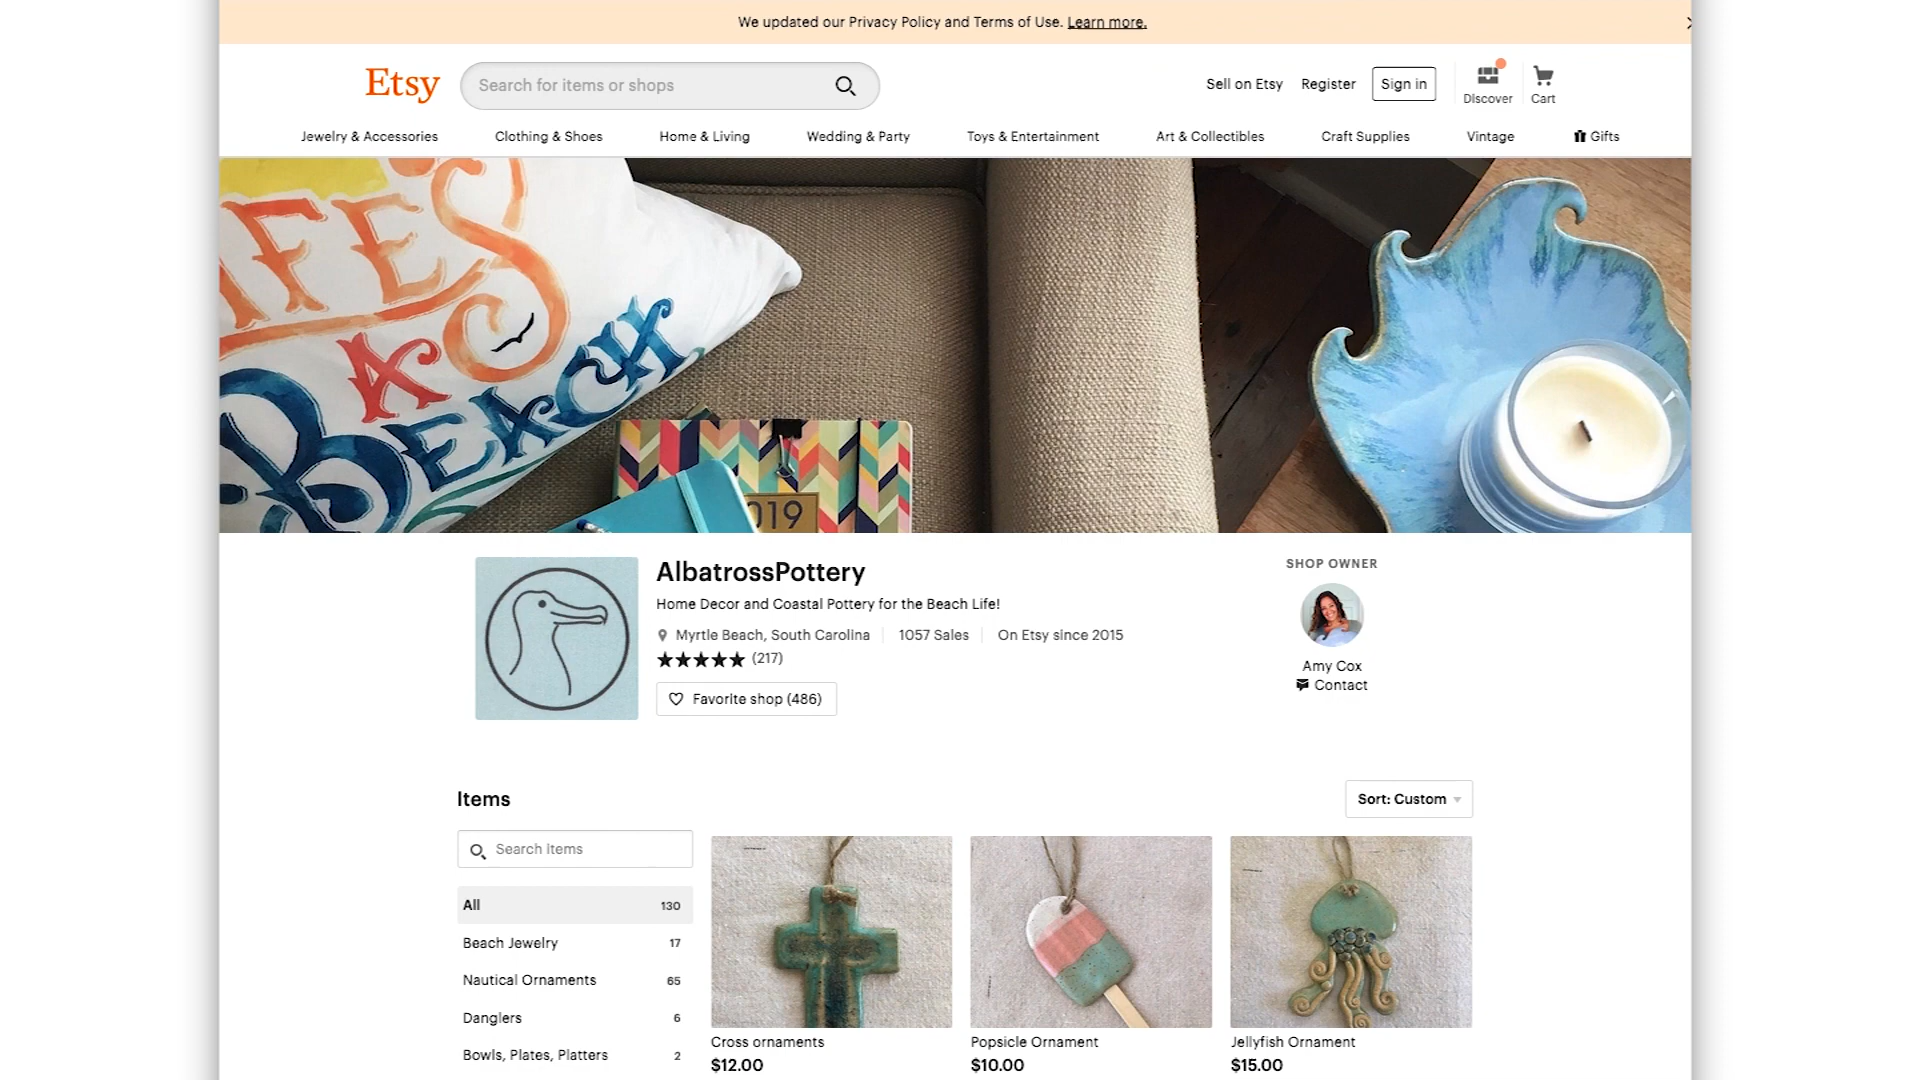 We updated our Privacy Policy and Terms of Use. Learn more.
Etsy
Search for items or shops
Sell on Etsy
Register
Sign in
Discover
Cart
Jewelry & Accessories
Clothing & Shoes
Home & Living
Wedding & Party
Toys & Entertainment
Art & Collectibles
Craft Supplies
Vintage
Gifts
IFES
A
BEACH
019
AlbatrossPottery
Home Decor and Coastal Pottery for the Beach Life!
Myrtle Beach, South Carolina
1057 Sales
On Etsy since 2015
(217)
Favorite shop (486)
SHOP OWNER
Amy Cox
Contact
Items
Sort: Custom
Search Items
All 130
Beach Jewelry 17
Nautical Ornaments 65
Danglers 6
Bowls, Plates, Platters 2
Cross ornaments
$12.00
Popsicle Ornament
$10.00
Jellyfish Ornament
$15.00